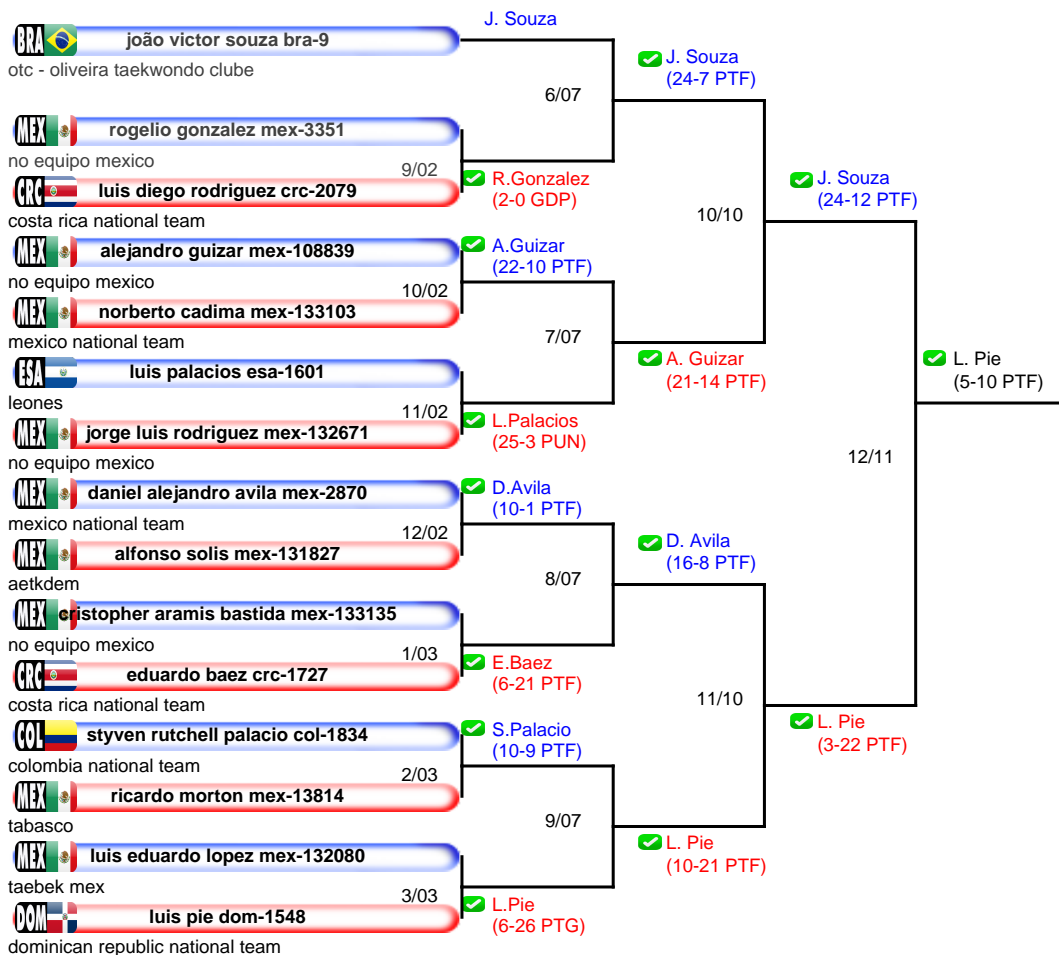 BRA joão victor souza bra-9
otc - oliveira taekwondo clube
MEX rogelio gonzalez mex-3351
no equipo mexico
CRC luis diego rodriguez crc-2079
costa rica national team
MEX alejandro guizar mex-108839
no equipo mexico
MEX norberto cadima mex-133103
mexico national team
ESA luis palacios esa-1601
leones
MEX jorge luis rodriguez mex-132671
no equipo mexico
MEX daniel alejandro avila mex-2870
mexico national team
MEX alfonso solis mex-131827
aetkdem
MEX cristopher aramis bastida mex-133135
no equipo mexico
CRC eduardo baez crc-1727
costa rica national team
COL styven rutchell palacio col-1834
colombia national team
MEX ricardo morton mex-13814
tabasco
MEX luis eduardo lopez mex-132080
taebek mex
DOM luis pie dom-1548
dominican republic national team
9/02
10/02
11/02
12/02
1/03
2/03
3/03
J. Souza
R.Gonzalez
(2-0 GDP)
A.Guizar
(22-10 PTF)
L.Palacios
(25-3 PUN)
D.Avila
(10-1 PTF)
E.Baez
(6-21 PTF)
S.Palacio
(10-9 PTF)
L.Pie
(6-26 PTG)
6/07
7/07
8/07
9/07
J. Souza
(24-7 PTF)
A. Guizar
(21-14 PTF)
D. Avila
(16-8 PTF)
L. Pie
(10-21 PTF)
10/10
11/10
J. Souza
(24-12 PTF)
L. Pie
(3-22 PTF)
12/11
L. Pie
(5-10 PTF)